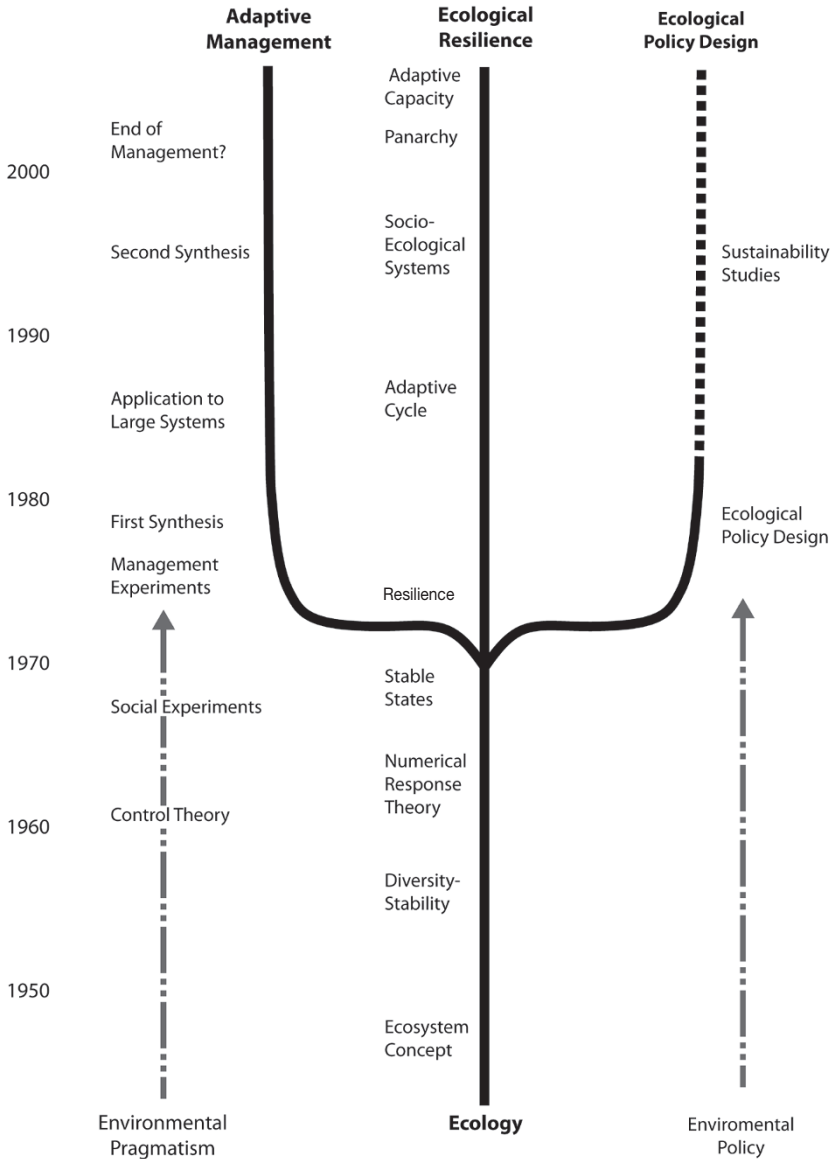 Adaptive
Management
Ecological
Resilience
Ecological
Policy Design
Adaptive
Capacity
End of
Management?
Panarchy
2000
Socio-
Ecological
Systems
Second Synthesis
Sustainability
Studies
1990
Adaptive
Cycle
Application to
Large Systems
1980
First Synthesis
Ecological
Policy Design
Management
Experiments
Resilience
1970
Stable
States
Social Experiments
Numerical
Response
Theory
Control Theory
1960
Diversity-
Stability
1950
Ecosystem
Concept
Environmental
Pragmatism
Ecology
Enviromental
Policy